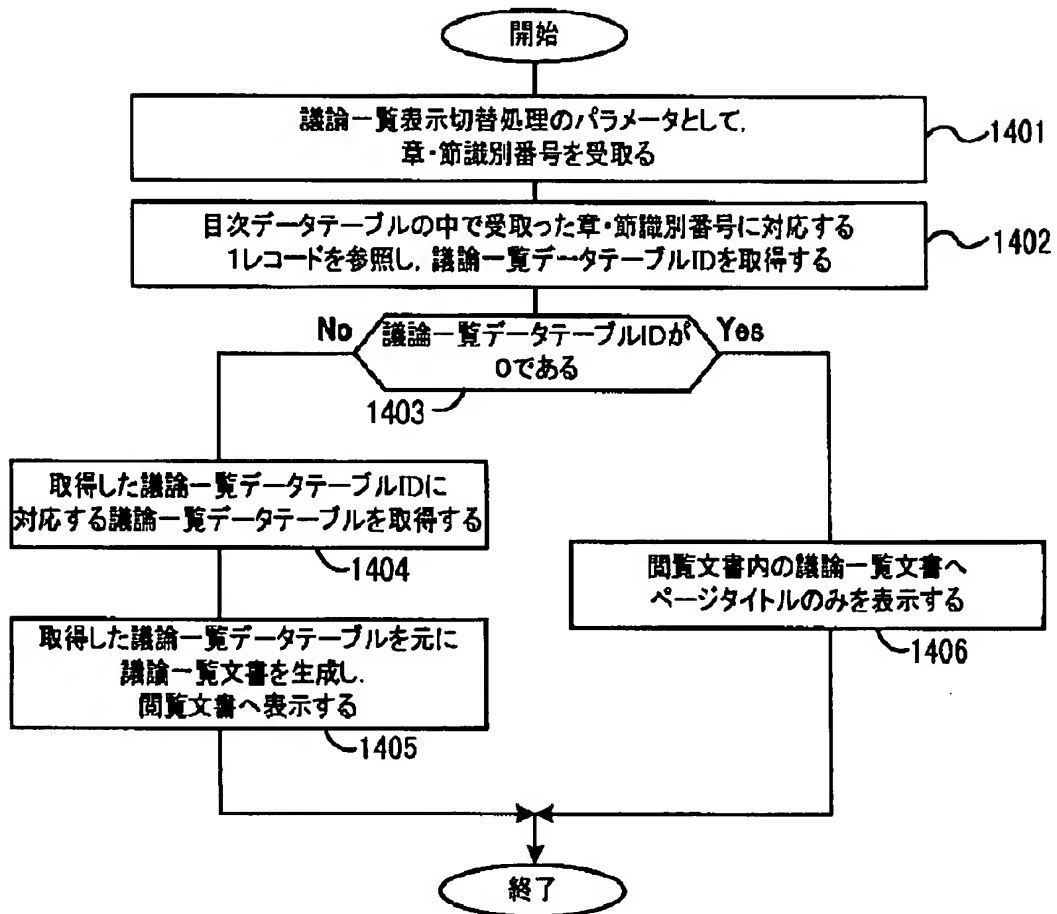 開始
議論一覧表示切替処理のパラメータとして,
章・節識別番号を受取る
1401
目次データテーブルの中で受取った章・節識別番号に対応する
1レコードを参照し,議論一覧データテーブルIDを取得する
1402
No
議論一覧データテーブルIDが
0である
Yes
1403
取得した議論一覧データテーブルIDに
対応する議論一覧データテーブルを取得する
1404
閲覧文書内の議論一覧文書へ
ページタイトルのみを表示する
1406
取得した議論一覧データテーブルを元に
議論一覧文書を生成し,
閲覧文書へ表示する
1405
終了